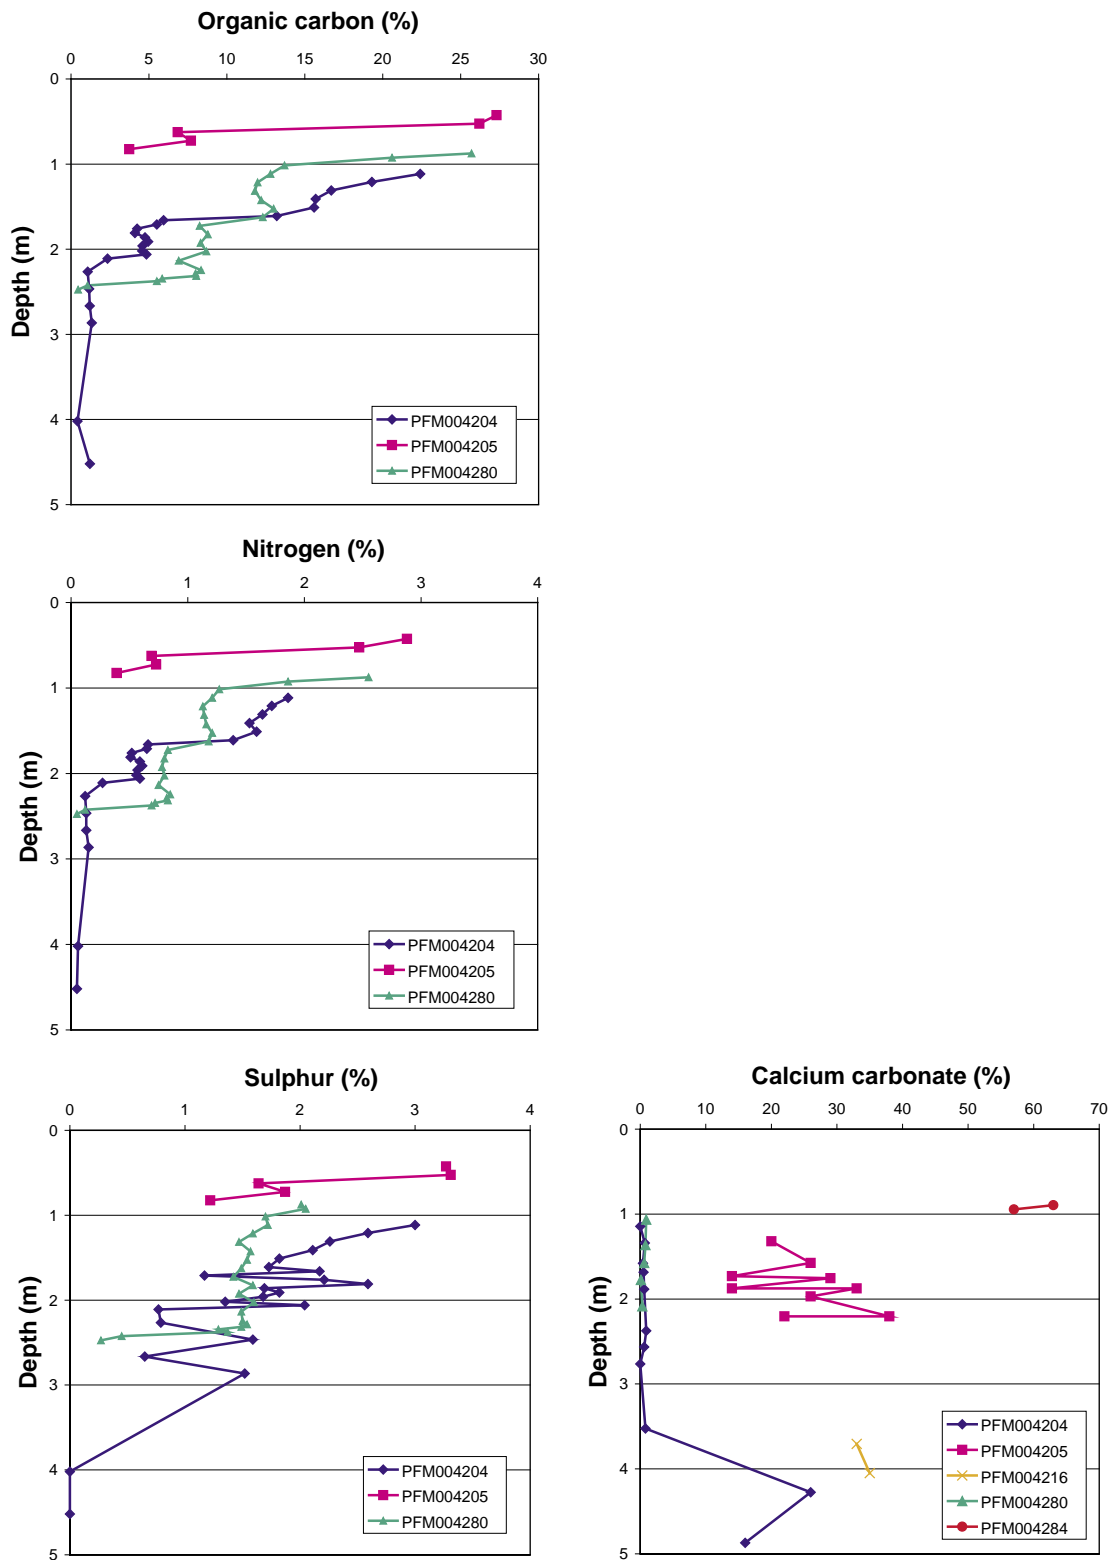 Organic carbon (%)
0 5 10 15 20 25 30
0
1
2
3
4
5
Depth (m)
PFM004204
PFM004205
PFM004280
Nitrogen (%)
0 1 2 3 4
0
1
2
3
4
5
Depth (m)
PFM004204
PFM004205
PFM004280
Sulphur (%)
0 1 2 3 4
0
1
2
3
4
5
Depth (m)
PFM004204
PFM004205
PFM004280
Calcium carbonate (%)
0 10 20 30 40 50 60 70
0
1
2
3
4
5
Depth (m)
PFM004204
PFM004205
PFM004216
PFM004280
PFM004284